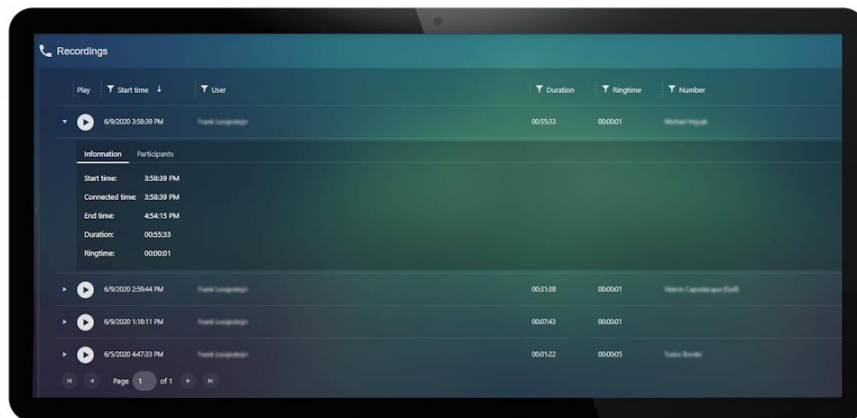 Recordings
Play Start time ↓ User Duration Ringtime Number
6/9/2020 3:58:39 PM 00:55:33 00:00:01
Information Participants
Start time: 3:58:39 PM
Connected time: 3:58:39 PM
End time: 4:54:15 PM
Duration: 00:55:33
Ringtime: 00:00:01
6/9/2020 2:59:44 PM 00:31:38 00:00:01
6/9/2020 1:18:11 PM 00:07:43 00:00:01
6/5/2020 4:47:33 PM 00:01:22 00:00:05
Page 1 of 1